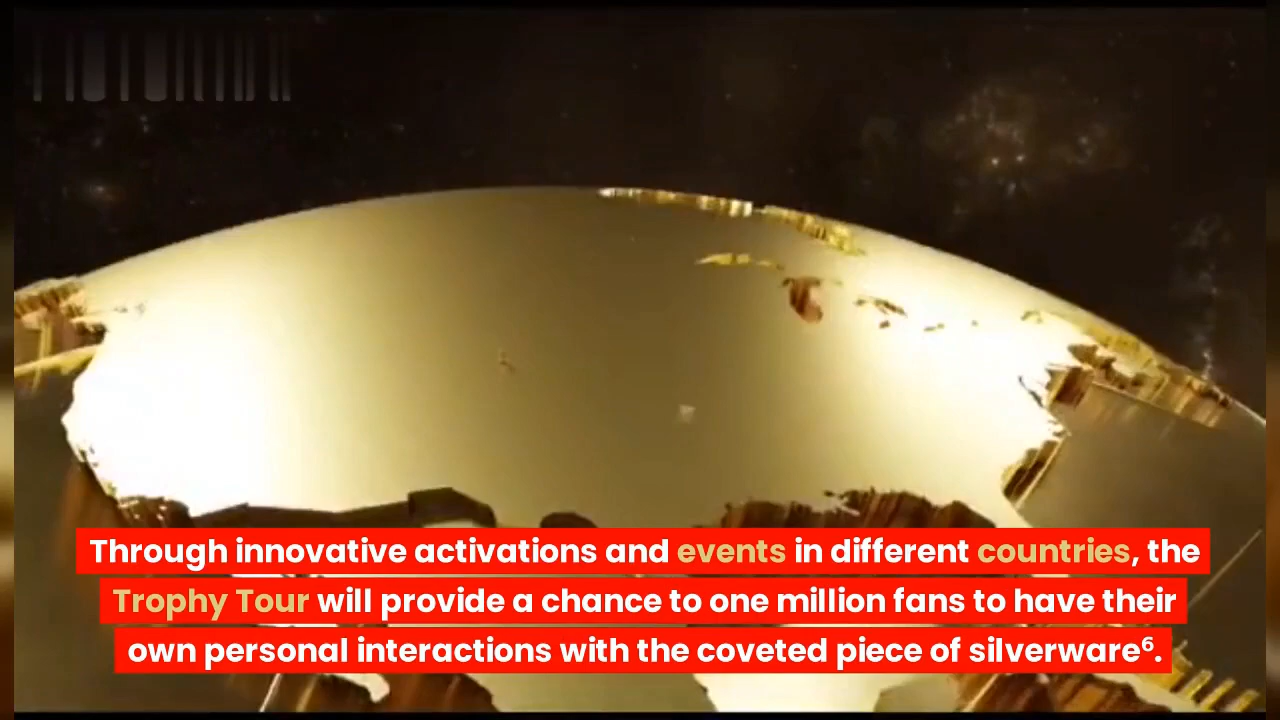 Through innovative activations and events in different countries, the
Trophy Tour will provide a chance to one million fans to have their
own personal interactions with the coveted piece of silverware⁶.